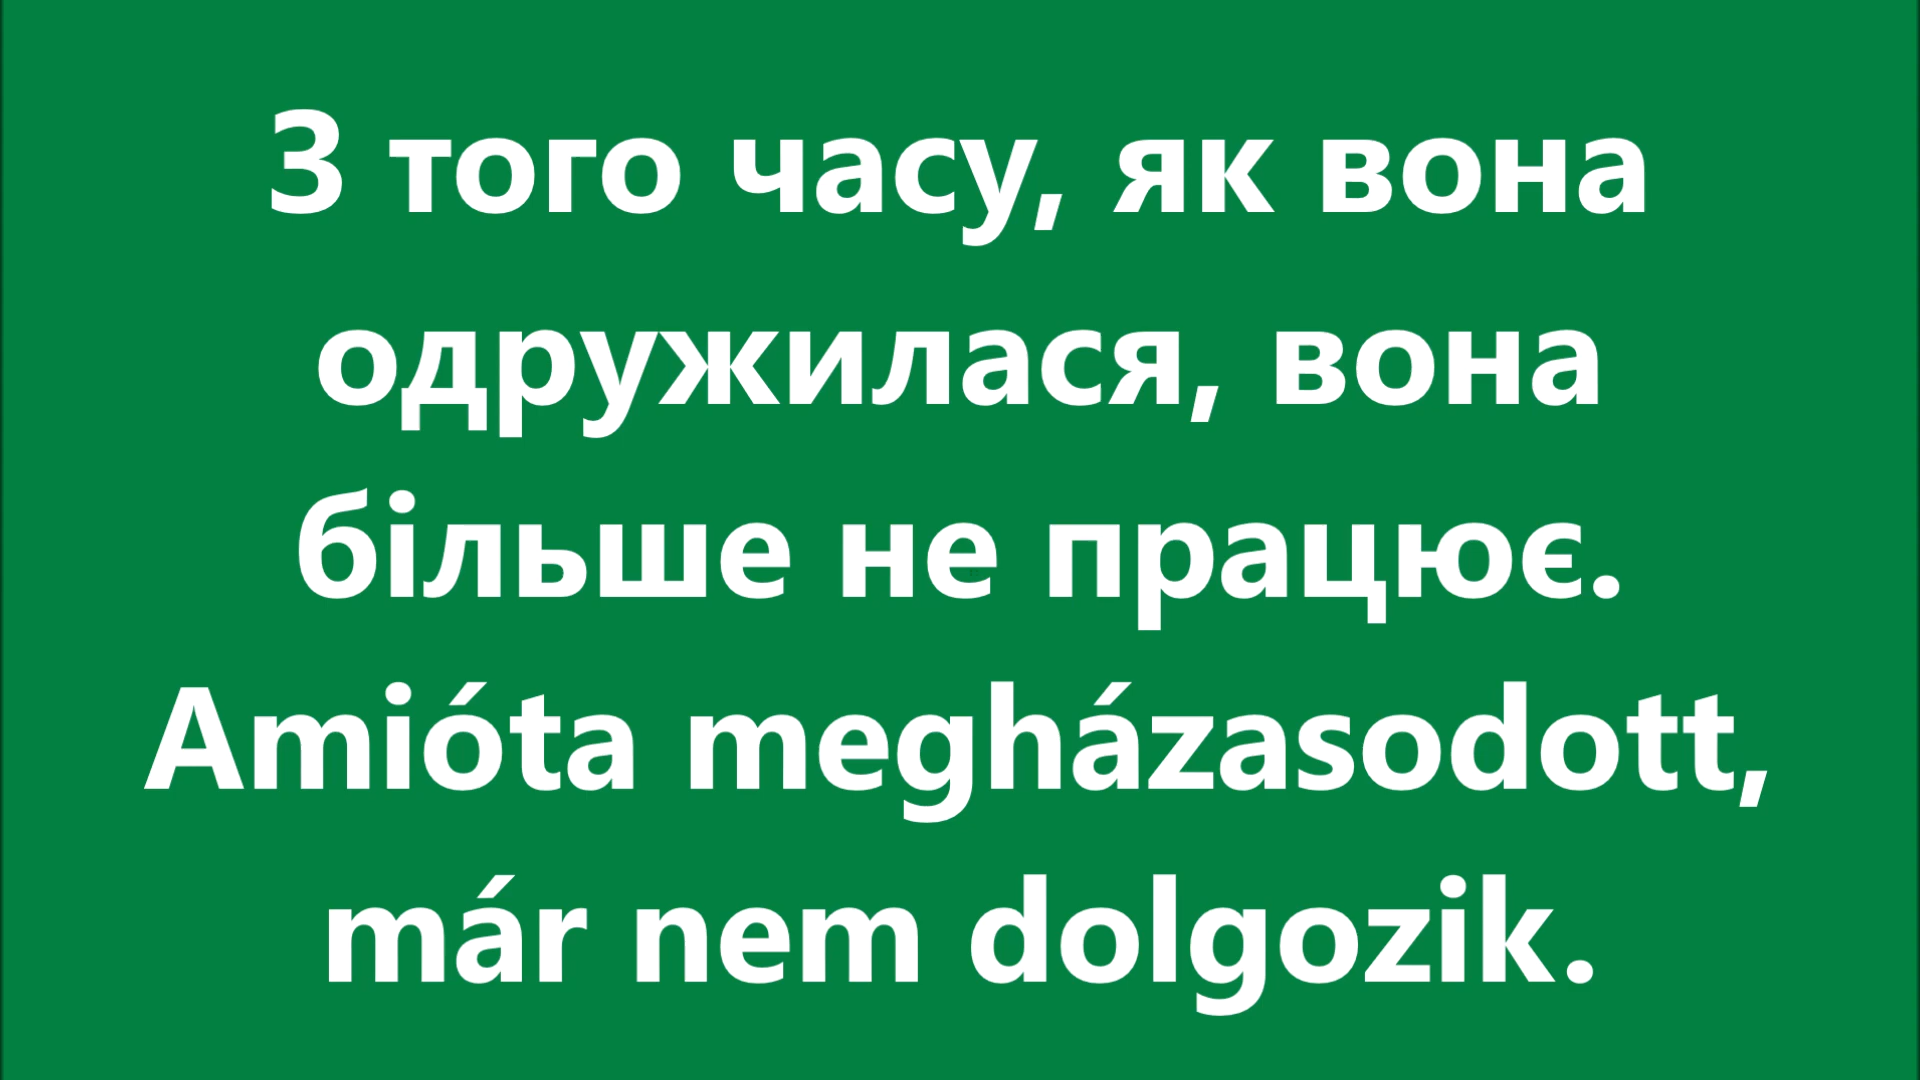 З того часу, як вона
одружилася, вона
більше не працює.
Amióta megházasodott,
már nem dolgozik.